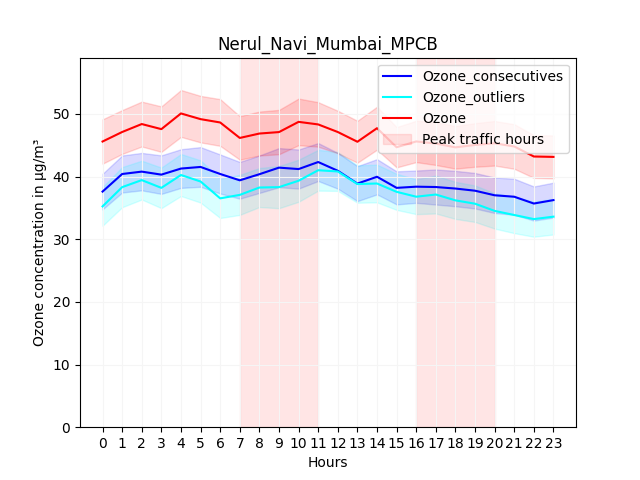 Nerul_Navi_Mumbai_MPCB
Ozone concentration in µg/m³
50
40
30
20
10
0
Ozone_consecutives
Ozone_outliers
Ozone
Peak traffic hours
0 1 2 3 4 5 6 7 8 9 10 11 12 13 14 15 16 17 18 19 20 21 22 23
Hours